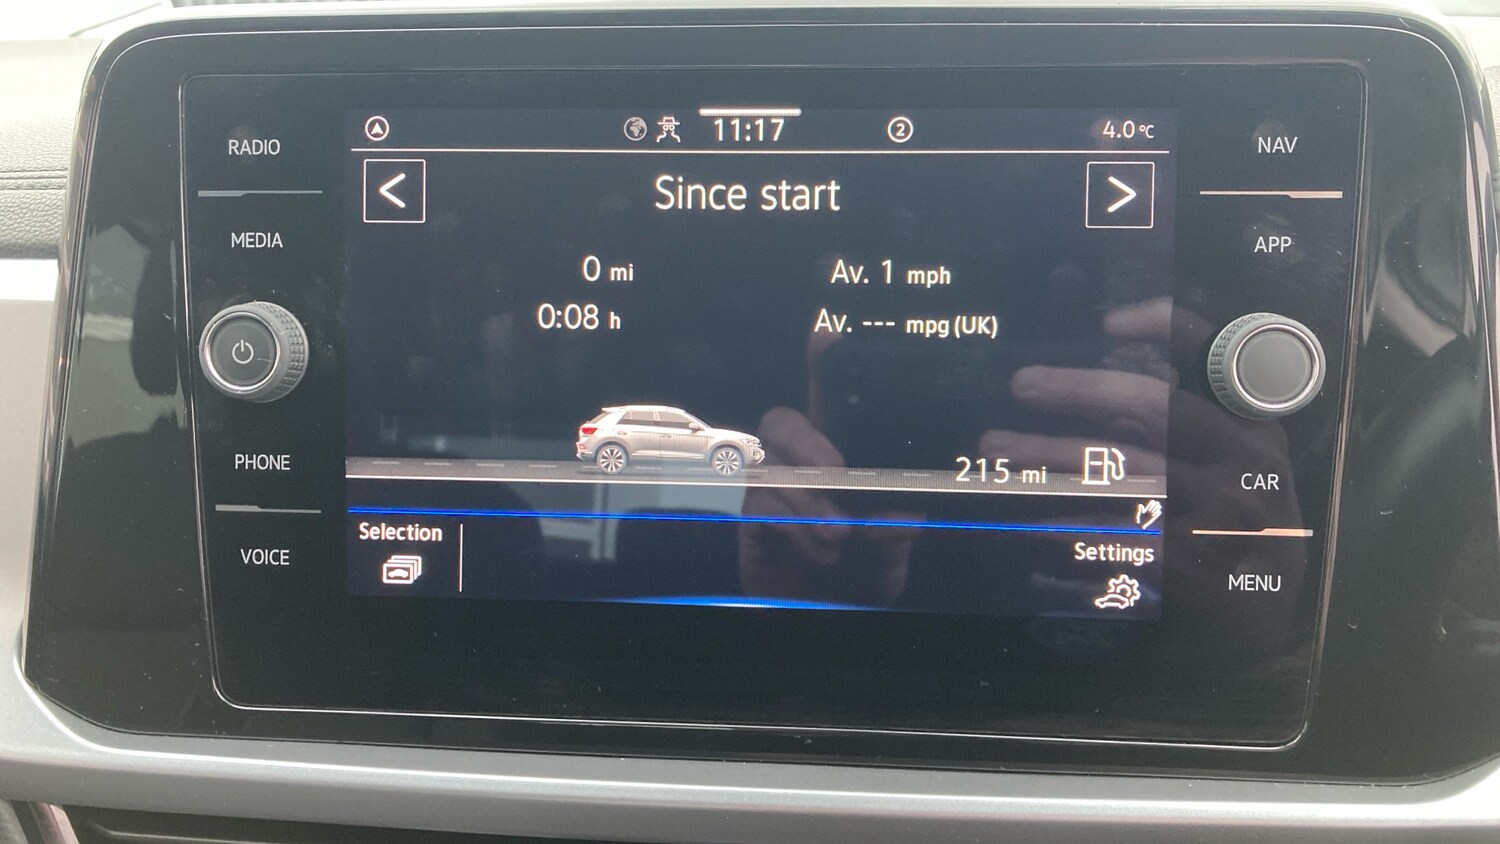 RADIO
MEDIA
PHONE
VOICE
11:17
2
4.0°C
<
Since start
>
0 mi
Av. 1 mph
0:08 h
Av. --- mpg (UK)
215 mi
Selection
Settings
NAV
APP
CAR
MENU